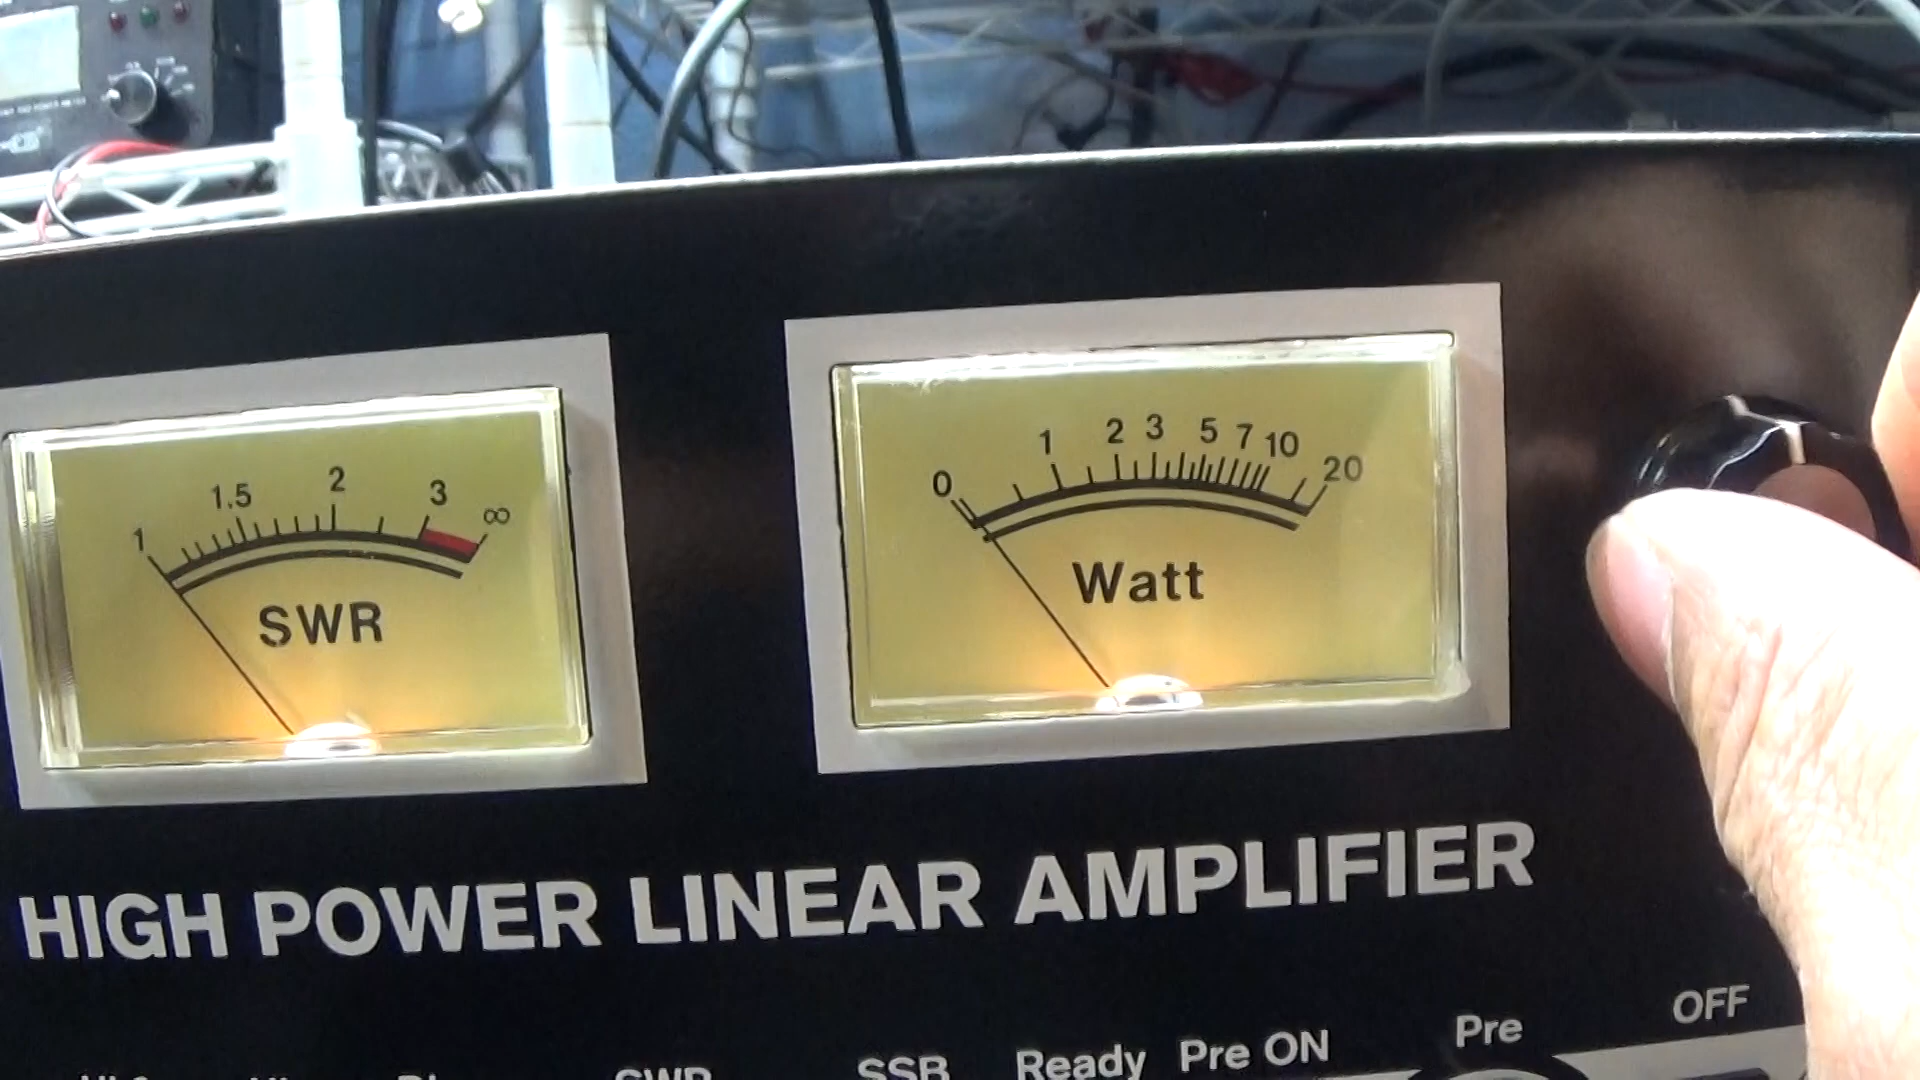 1 1.5 2 3 ∞
SWR
0 1 2 3 5 7 10 20
Watt
HIGH POWER LINEAR AMPLIFIER
SWR SSB Ready Pre ON Pre OFF